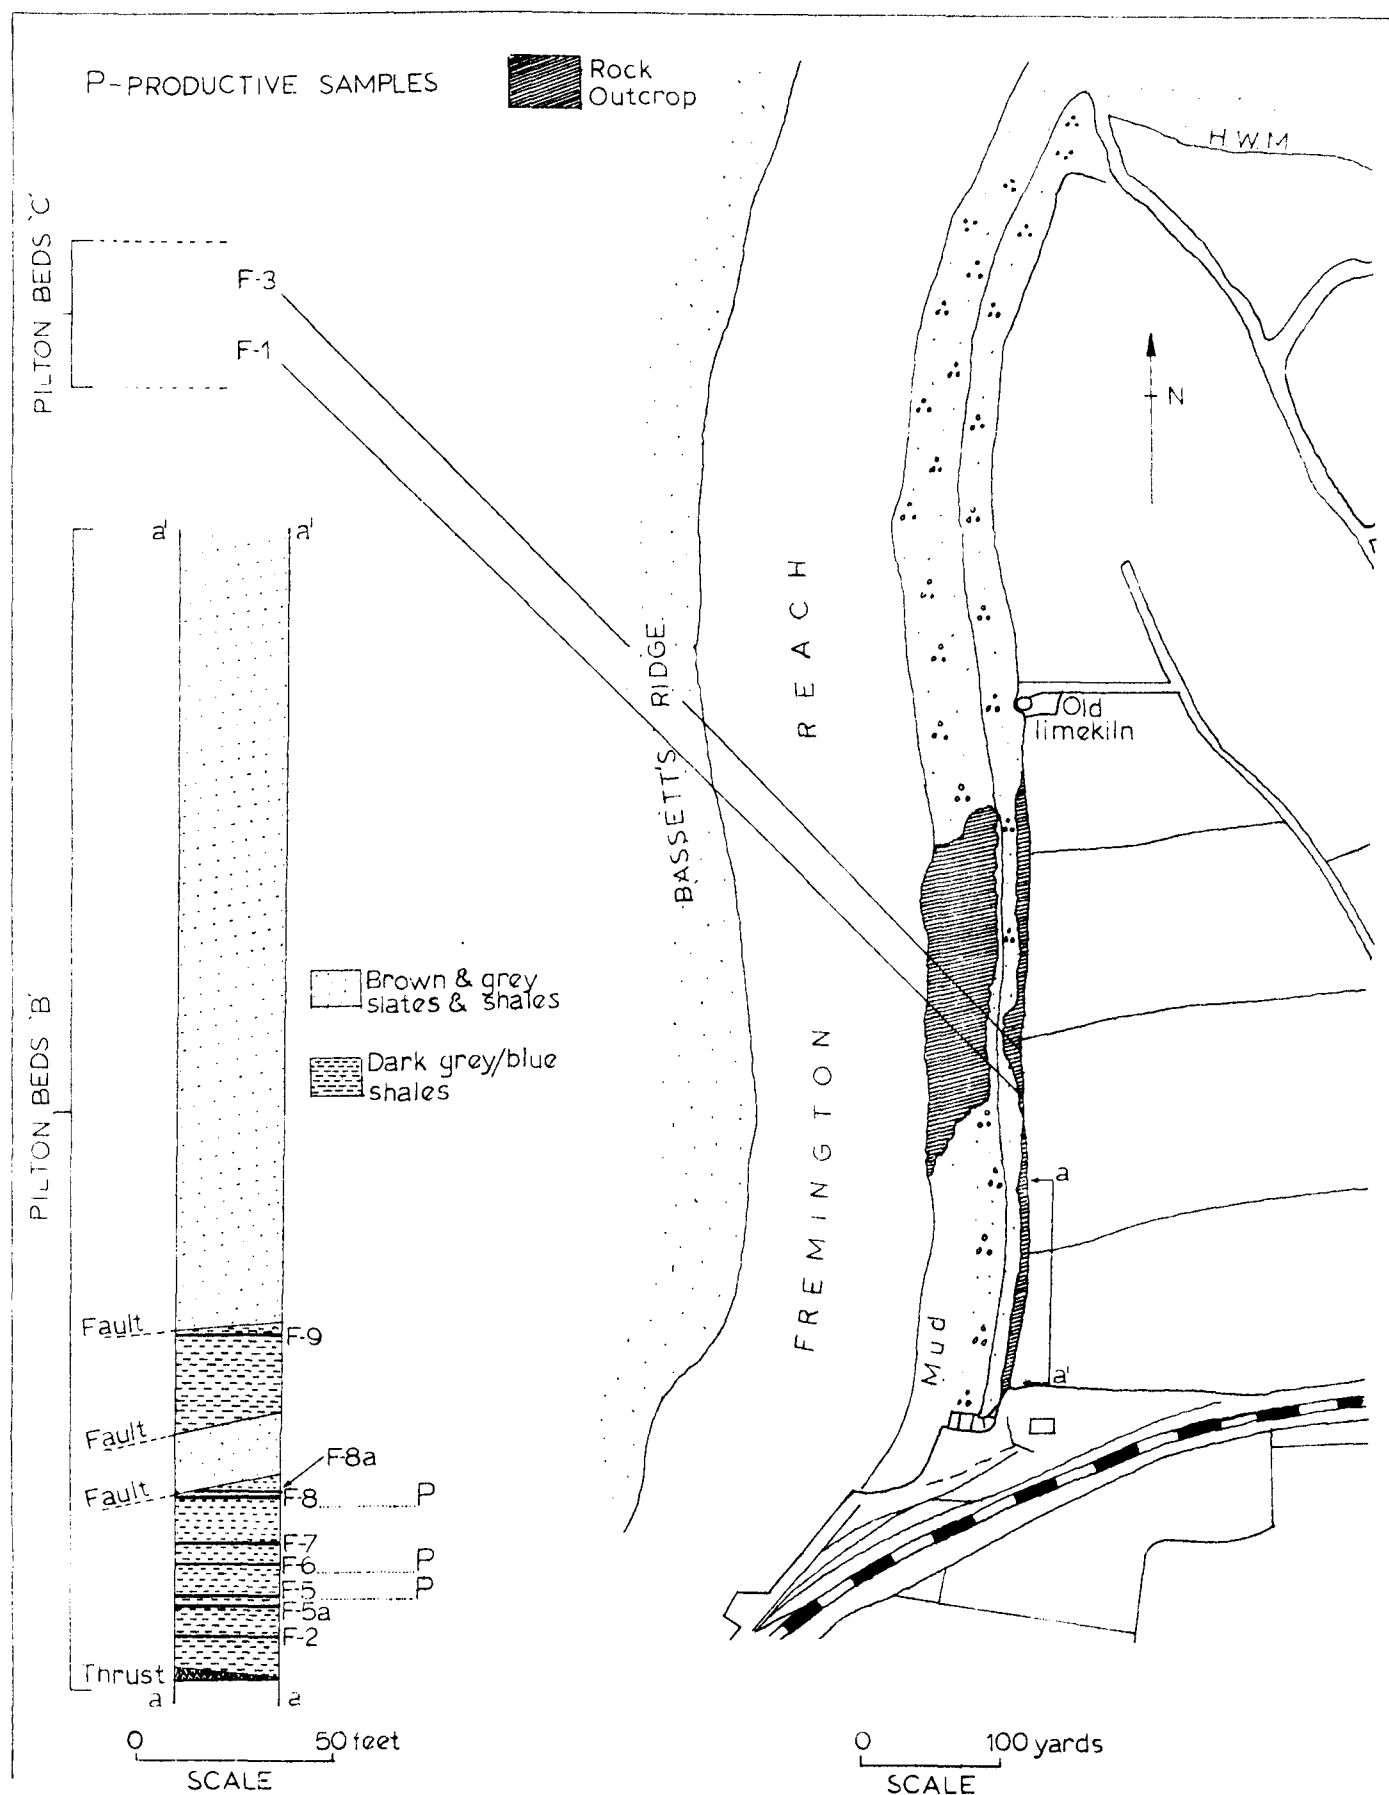 P-PRODUCTIVE SAMPLES
Rock
Outcrop
H.W.M
PILTON BEDS 'C'
F-3
F-1
N
a' a'
BASSETT'S RIDGE
FREMINGTON REACH
Old
limekiln
PILTON BEDS 'B'
Brown & grey
slates & shales
Dark grey/blue
shales
a
a'
Mud
Fault
F-9
Fault
F-8a
Fault
F-8 P
F-7
F-6 P
F-5 P
F-5a
F-2
Thrust
a a
0 50 feet
SCALE
0 100 yards
SCALE